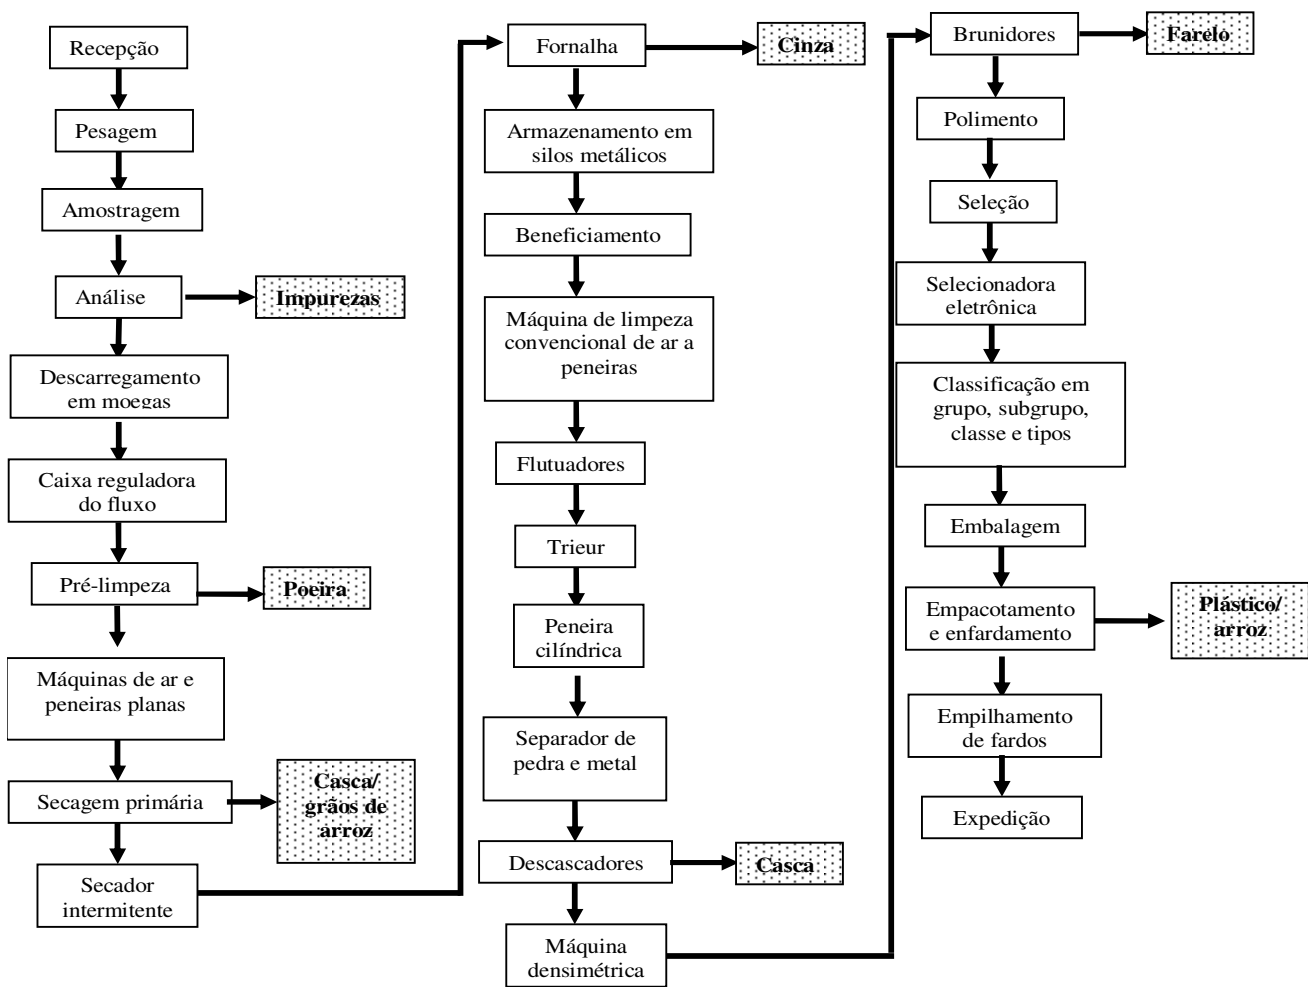 Recepção
Pesagem
Amostragem
Análise
Impurezas
Descarregamento
em moegas
Caixa reguladora
do fluxo
Pré-limpeza
Poeira
Máquinas de ar e
peneiras planas
Secagem primária
Casca/
grãos de
arroz
Secador
intermitente
Fornalha
Cinza
Armazenamento em
silos metálicos
Beneficiamento
Máquina de limpeza
convencional de ar a
peneiras
Flutuadores
Trieur
Peneira
cilíndrica
Separador de
pedra e metal
Descascadores
Casca
Máquina
densimétrica
Brunidores
Farelo
Polimento
Seleção
Selecionadora
eletrônica
Classificação em
grupo, subgrupo,
classe e tipos
Embalagem
Empacotamento
e enfardamento
Plástico/
arroz
Empilhamento
de fardos
Expedição